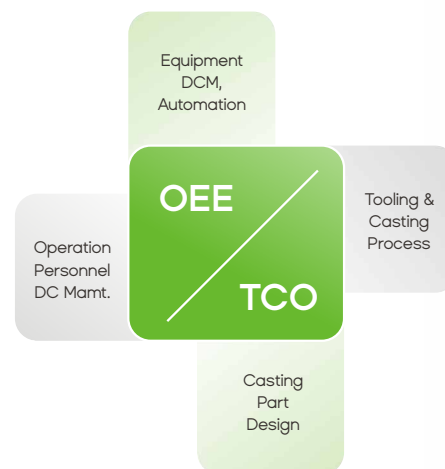 Equipment
DCM,
Automation
OEE
TCO
Tooling &
Casting
Process
Operation
Personnel
DC Mamt.
Casting
Part
Design